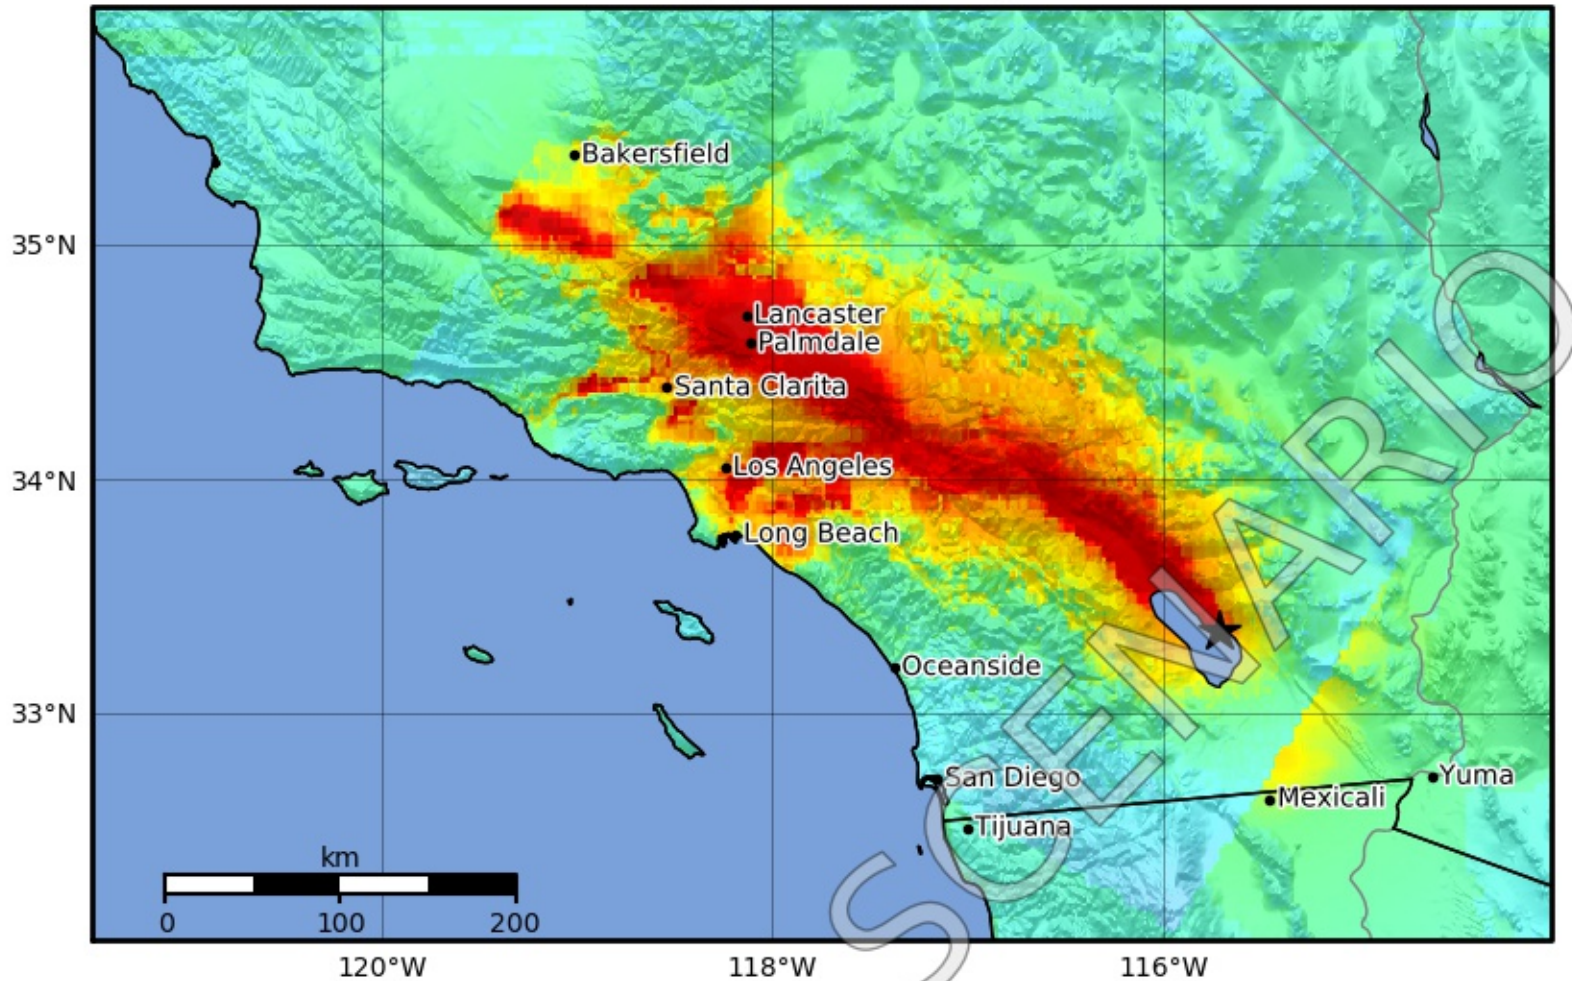 Bakersfield
35°N
Lancaster
Palmdale
Santa Clarita
Los Angeles
34°N
Long Beach
Oceanside
33°N
San Diego
Yuma
Mexicali
Tijuana
SCENARIO
km
0 100 200
120°W 118°W 116°W